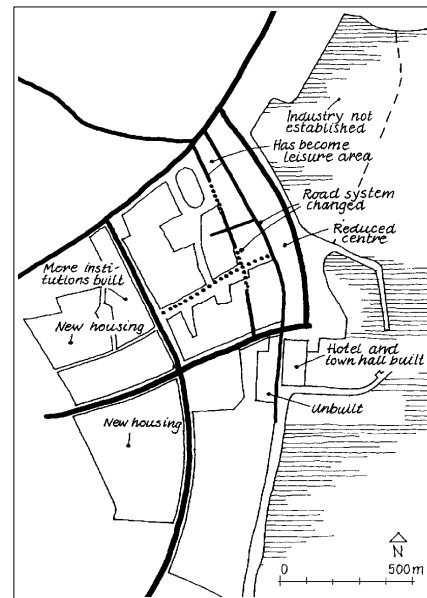 Industry not
established
Has become
leisure area
Road system
changed
Reduced
centre
More insti-
tutions built
New housing
Hotel and
town hall built
Unbuilt
New housing
N
0 500m